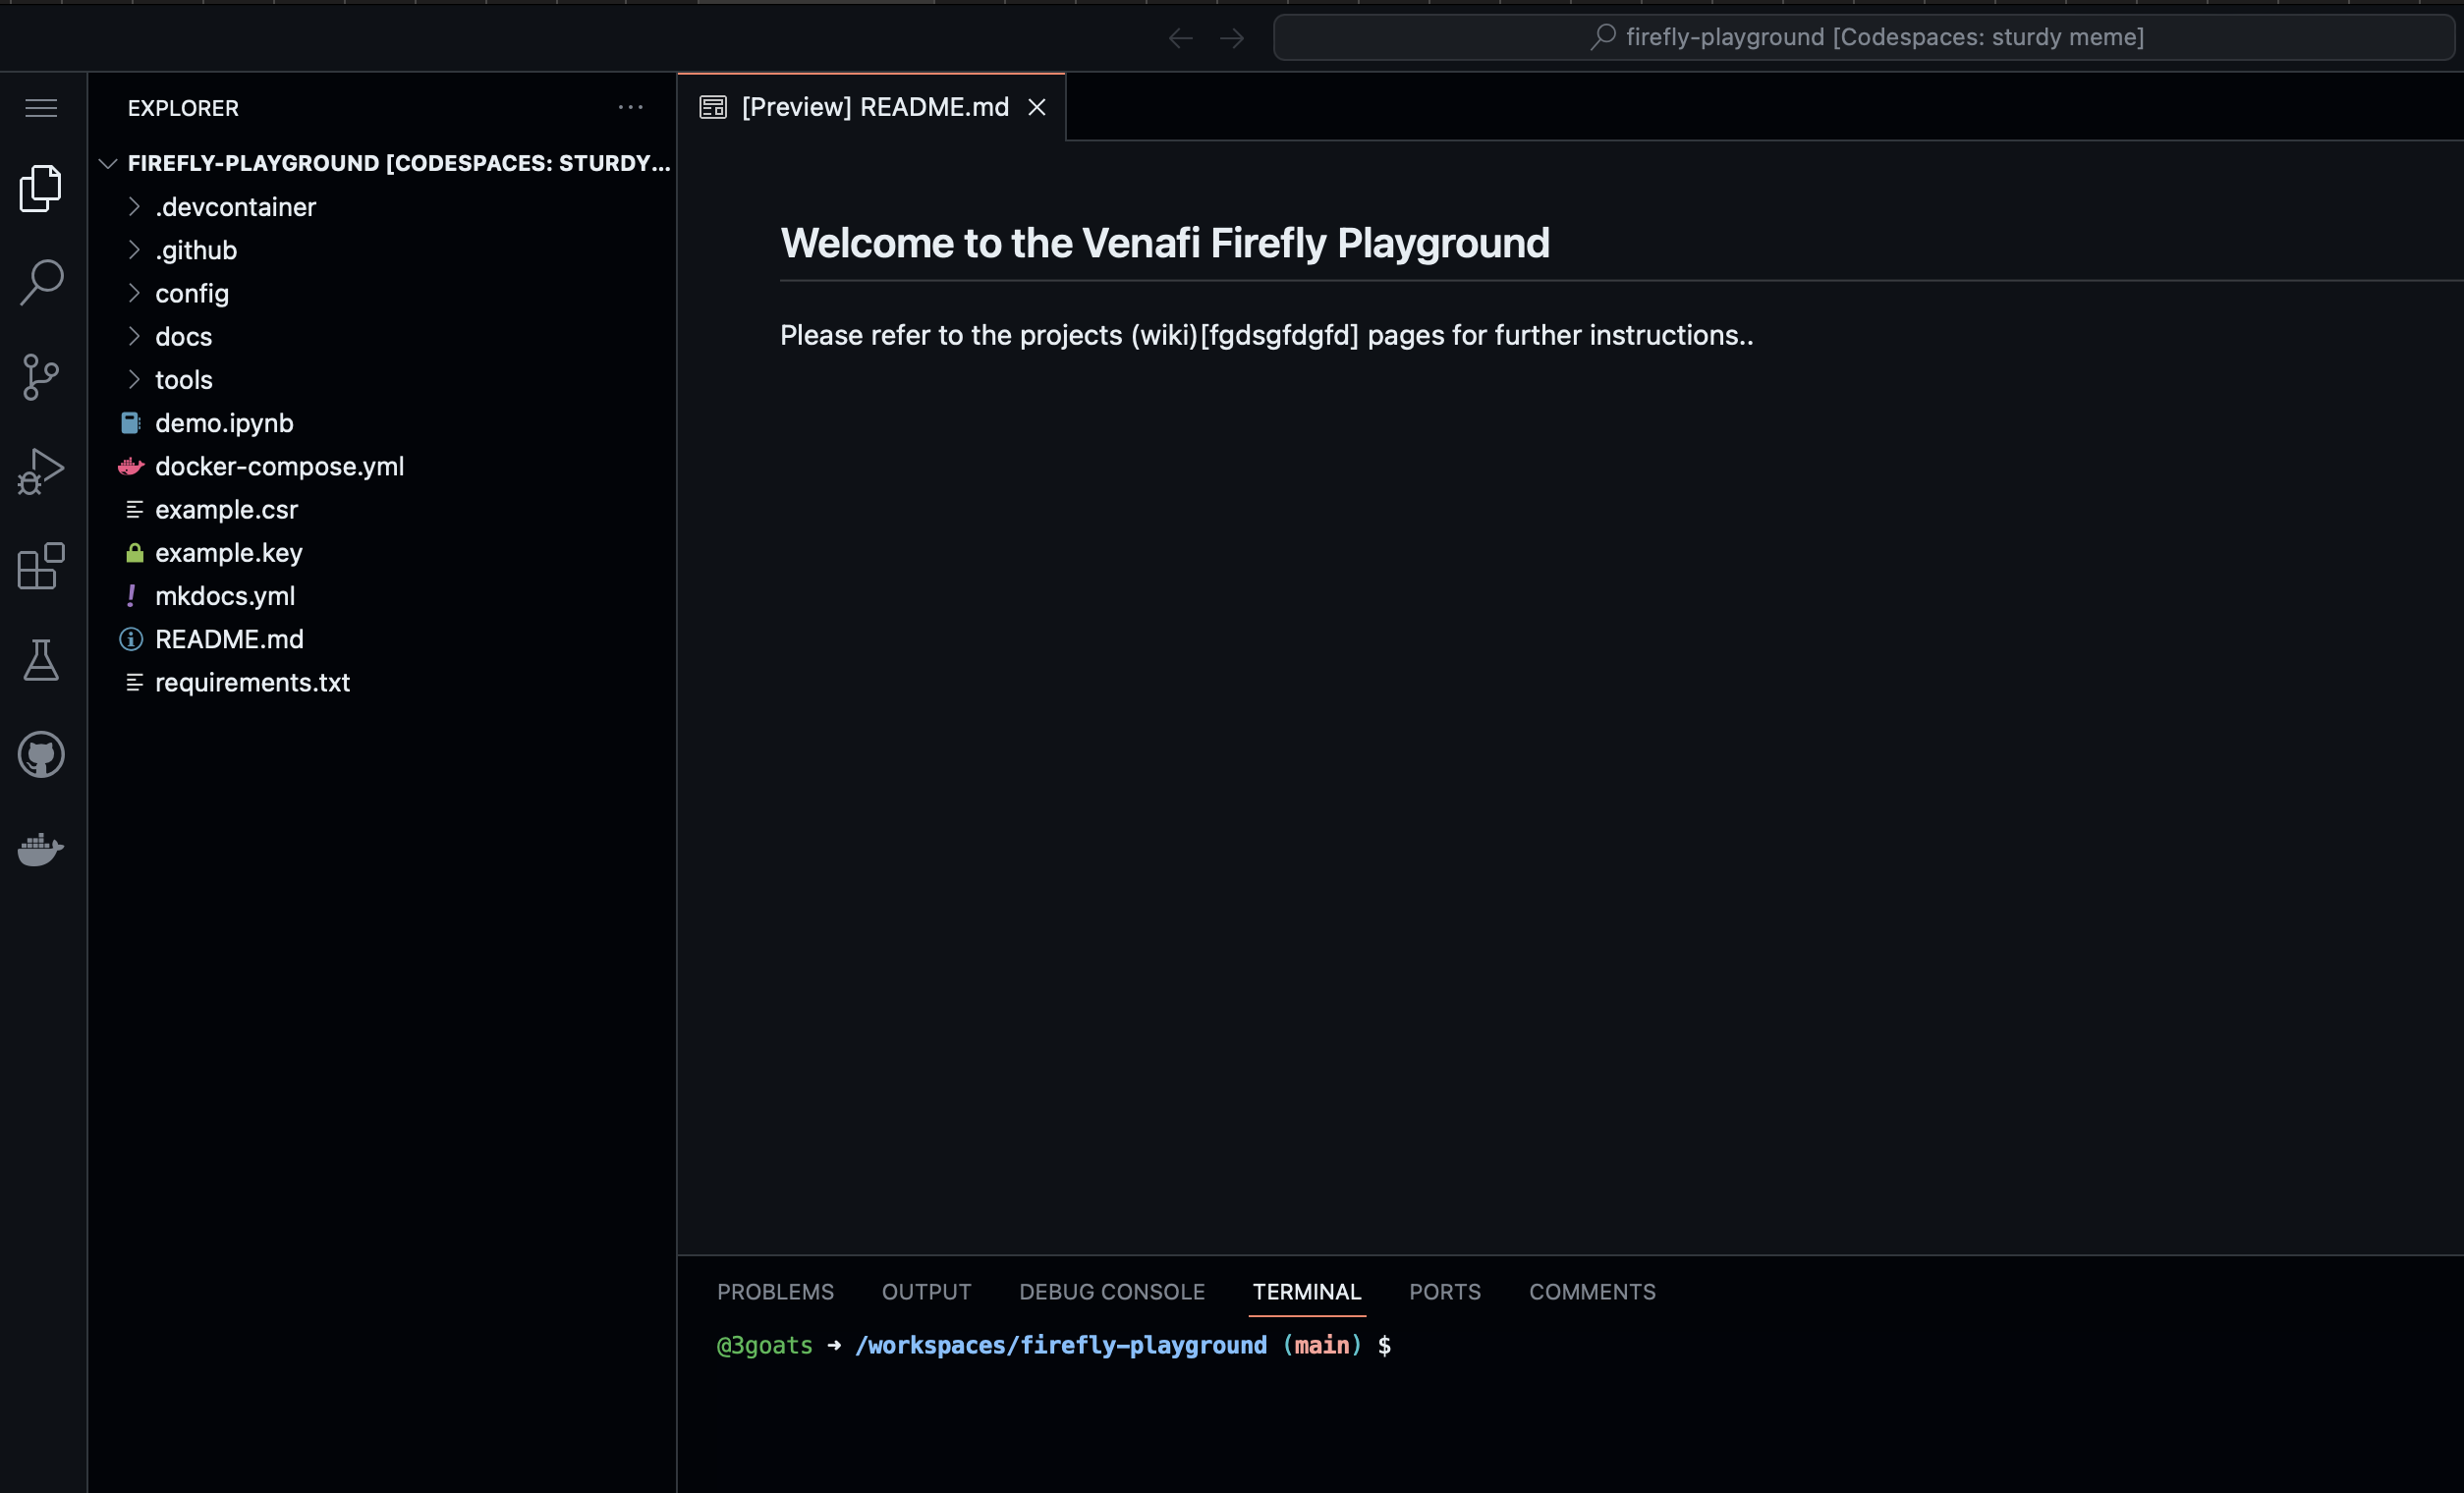 firefly-playground [Codespaces: sturdy meme]
EXPLORER
[Preview] README.md
FIREFLY-PLAYGROUND [CODESPACES: STURDY...
.devcontainer
.github
config
docs
tools
demo.ipynb
docker-compose.yml
example.csr
example.key
mkdocs.yml
README.md
requirements.txt
Welcome to the Venafi Firefly Playground
Please refer to the projects (wiki)[fgdsgfdgfd] pages for further instructions..
PROBLEMS OUTPUT DEBUG CONSOLE TERMINAL PORTS COMMENTS
@3goats ➜ /workspaces/firefly-playground (main) $